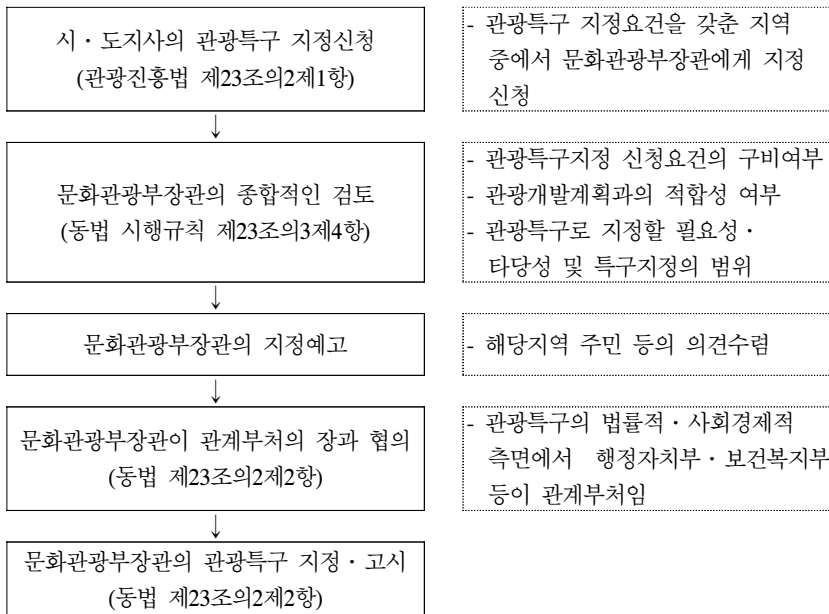 시・도지사의 관광특구 지정신청
(관광진흥법 제23조의2제1항)
- 관광특구 지정요건을 갖춘 지역
중에서 문화관광부장관에게 지정
신청
↓
문화관광부장관의 종합적인 검토
(동법 시행규칙 제23조의3제4항)
- 관광특구지정 신청요건의 구비여부
- 관광개발계획과의 적합성 여부
- 관광특구로 지정할 필요성・
타당성 및 특구지정의 범위
↓
문화관광부장관의 지정예고
- 해당지역 주민 등의 의견수렴
↓
문화관광부장관이 관계부처의 장과 협의
(동법 제23조의2제2항)
- 관광특구의 법률적・사회경제적
측면에서 행정자치부・보건복지부
등이 관계부처임
↓
문화관광부장관의 관광특구 지정・고시
(동법 제23조의2제2항)